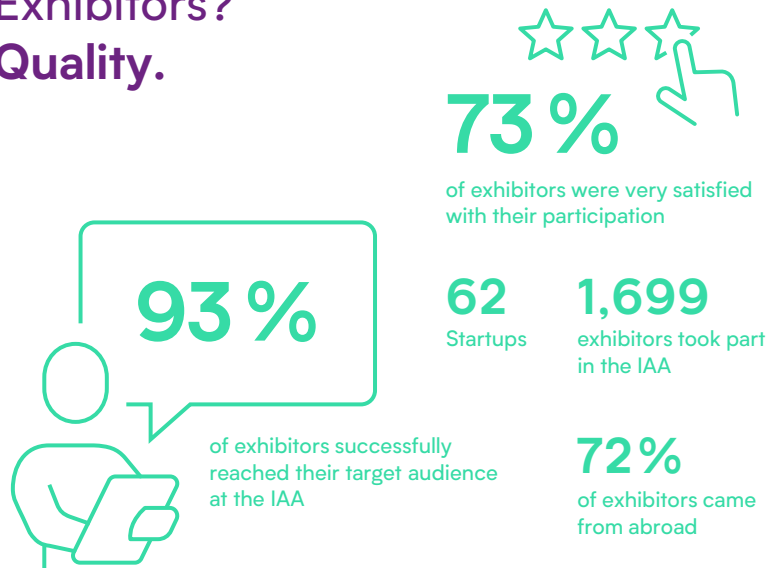 Exhibitors?
Quality.
73 %
of exhibitors were very satisfied
with their participation
93 %
of exhibitors successfully
reached their target audience
at the IAA
62
Startups
1,699
exhibitors took part
in the IAA
72 %
of exhibitors came
from abroad